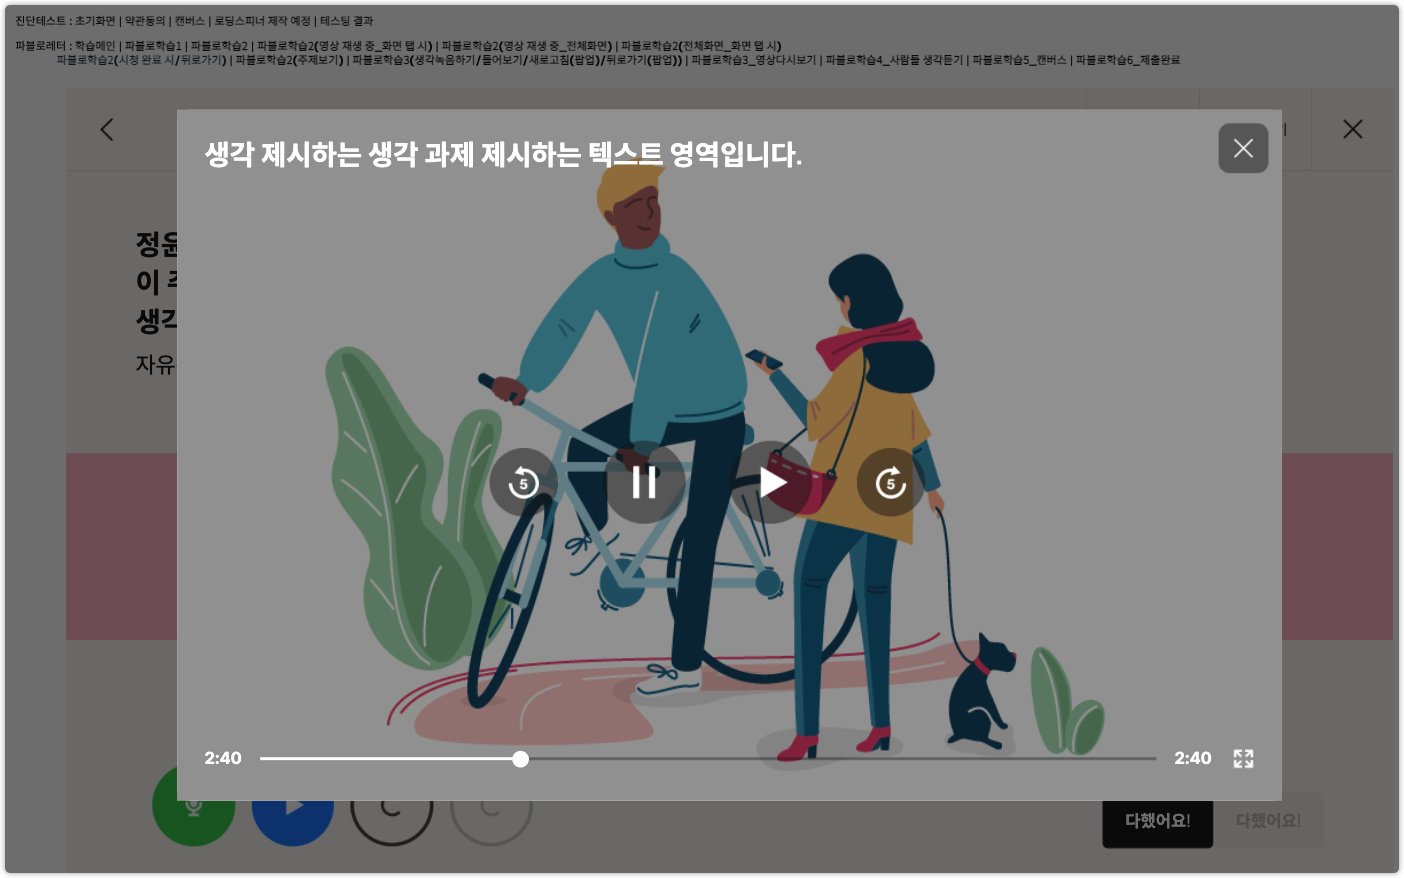 진단테스트 : 초기화면 | 약관동의 | 캔버스 | 로딩스피너 제작 예정 | 테스팅 결과
파블로레터 : 학습메인 | 파블로학습1 | 파블로학습2 | 파블로학습2(영상 재생 중_화면 탭 시) | 파블로학습2(영상 재생 중_전체화면) | 파블로학습2(전체화면_화면 탭 시)
파블로학습2(시청 완료 시/뒤로가기) | 파블로학습2(주제보기) | 파블로학습3(생각녹음하기/들어보기/새로고침(팝업)/뒤로가기(팝업)) | 파블로학습3_영상다시보기 | 파블로학습4_사람들 생각듣기 | 파블로학습5_캔버스 | 파블로학습6_제출완료
생각 제시하는 생각 과제 제시하는 텍스트 영역입니다.
정윤
이
생각
자유
5
5
2:40
2:40
다했어요!
다했어요!